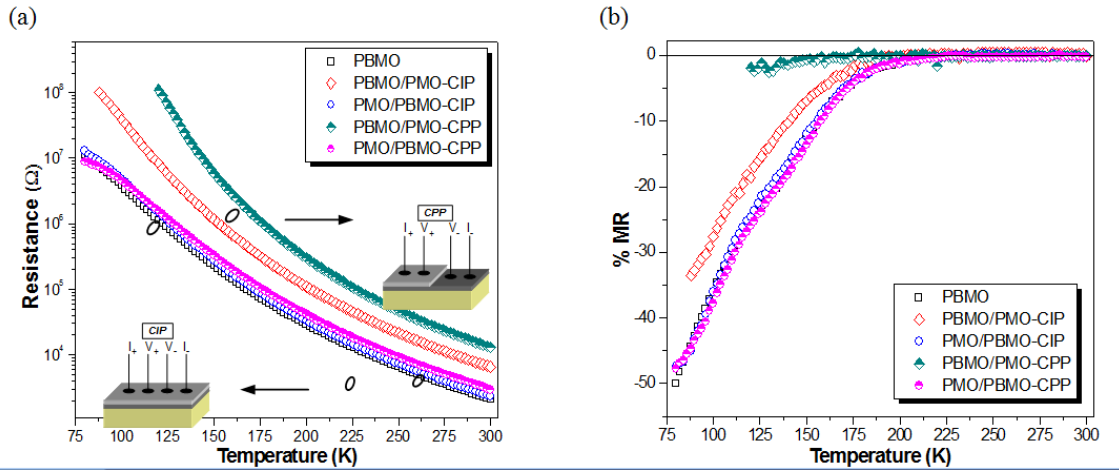 (a)
Resistance (Ω)
10⁸
10⁷
10⁶
10⁵
10⁴
PBMO
PBMO/PMO-CIP
PMO/PBMO-CIP
PBMO/PMO-CPP
PMO/PBMO-CPP
CPP
I₊ V₊ V₋ I₋
CIP
I₊ V₊ V₋ I₋
75 100 125 150 175 200 225 250 275 300
Temperature (K)
(b)
% MR
0
-10
-20
-30
-40
-50
PBMO
PBMO/PMO-CIP
PMO/PBMO-CIP
PBMO/PMO-CPP
PMO/PBMO-CPP
75 100 125 150 175 200 225 250 275 300
Temperature (K)